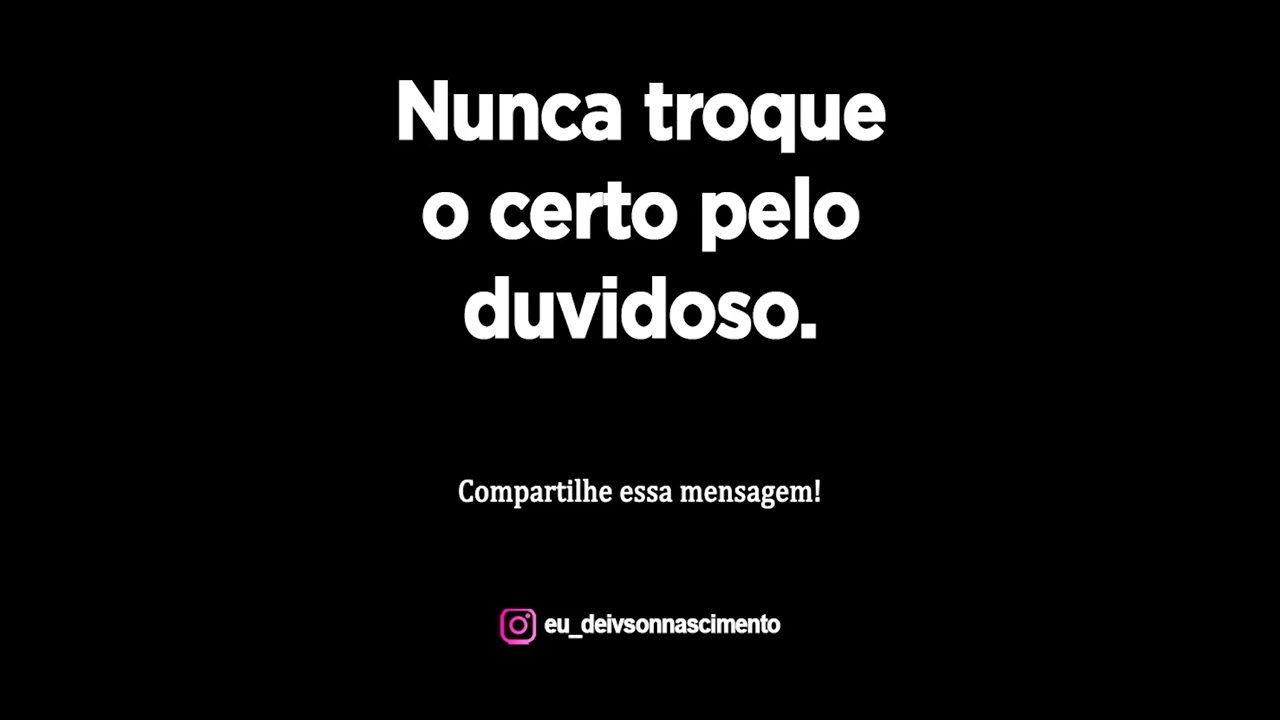 Nunca troque
o certo pelo
duvidoso.
Compartilhe essa mensagem!
eu_deivsonnascimento